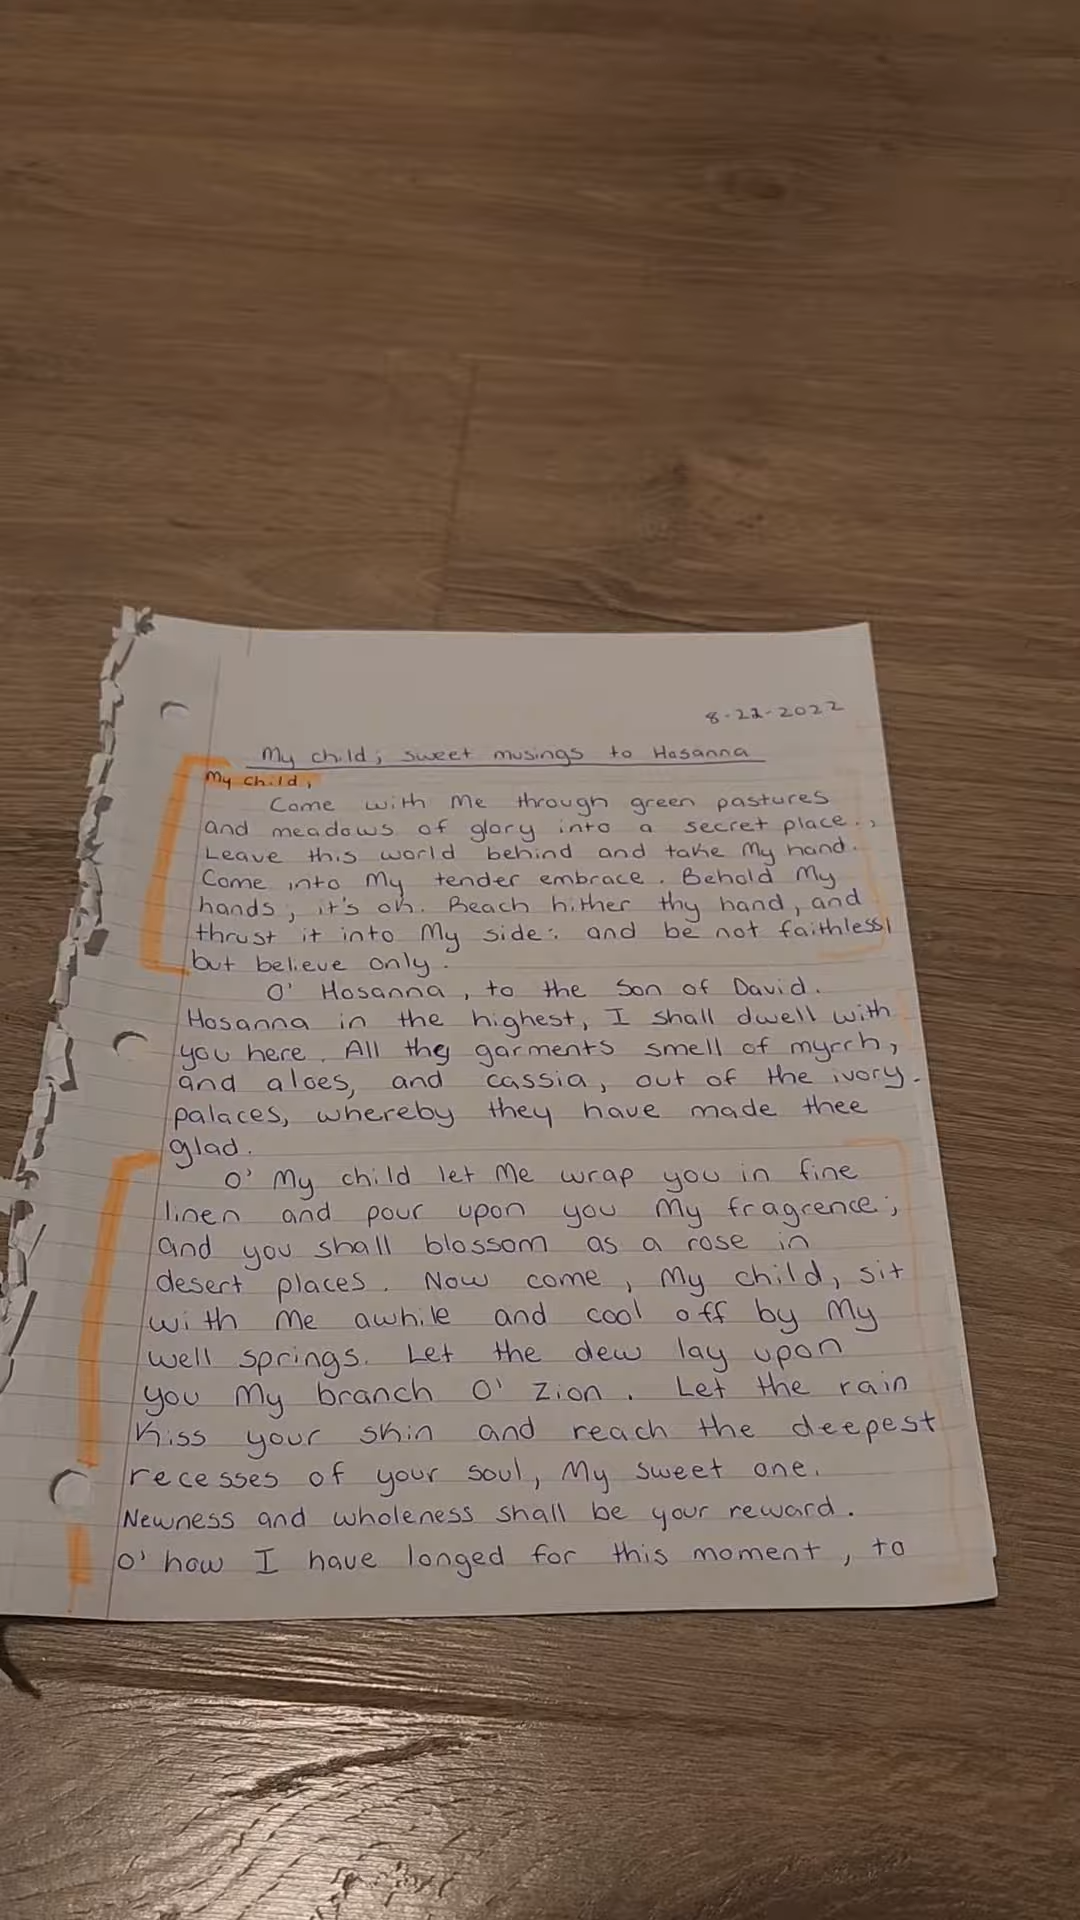 8-22-2022
My child; sweet musings to Hosanna
My Child,
Come with Me through green pastures
and meadows of glory into a secret place.,
Leave this world behind and take My hand.
Come into My tender embrace. Behold My
hands, it's ok. Reach hither thy hand, and
thrust it into My side: and be not faithless,
but believe only.
O' Hosanna, to the Son of David.
Hosanna in the highest, I shall dwell with
you here. All thy garments smell of myrrh,
and aloes, and cassia, out of the ivory
palaces, whereby they have made thee
glad.
O' My child let Me wrap you in fine
linen and pour upon you My fragrence;
and you shall blossom as a rose in
desert places. Now come, My child, sit
with Me awhile and cool off by My
well springs. Let the dew lay upon
you My branch O' Zion. Let the rain
kiss your skin and reach the deepest
recesses of your soul, My sweet one.
Newness and wholeness shall be your reward.
O' how I have longed for this moment, to